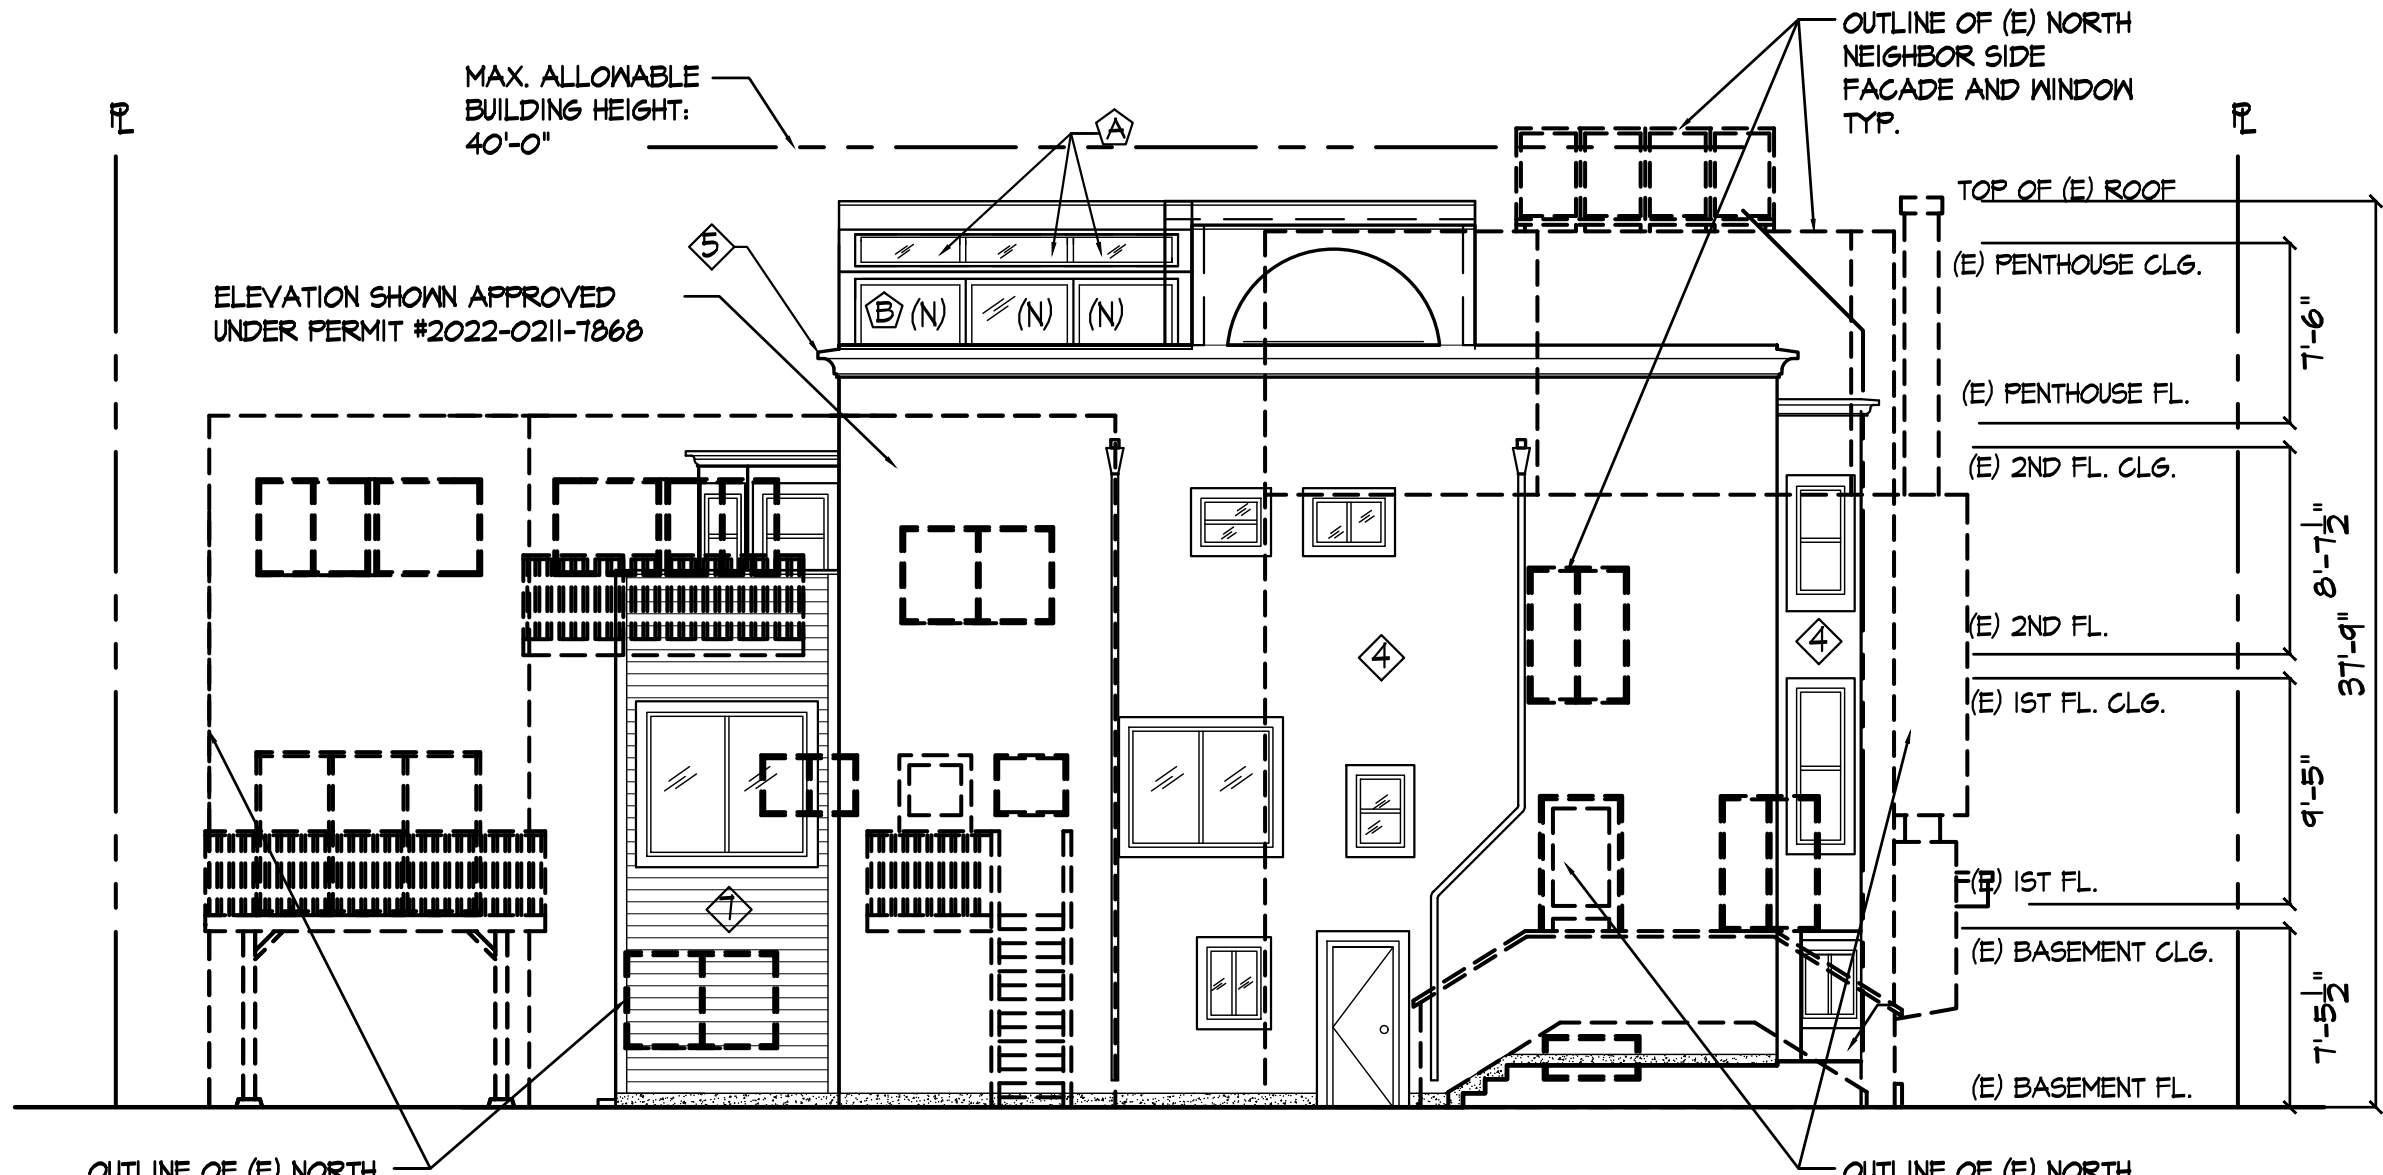 OUTLINE OF (E) NORTH
NEIGHBOR SIDE
FACADE AND WINDOW
TYP.
MAX. ALLOWABLE
BUILDING HEIGHT:
40'-0"
PL
PL
A
TOP OF (E) ROOF
5
(E) PENTHOUSE CLG.
ELEVATION SHOWN APPROVED
UNDER PERMIT #2022-0211-7868
B (N) (N) (N)
7'-6"
(E) PENTHOUSE FL.
(E) 2ND FL. CLG.
8'-7 1/2"
4
4
(E) 2ND FL.
37'-9"
(E) 1ST FL. CLG.
9'-5"
7
(E) 1ST FL.
(E) BASEMENT CLG.
7'-5 1/2"
(E) BASEMENT FL.
OUTLINE OF (E) NORTH
OUTLINE OF (E) NORTH